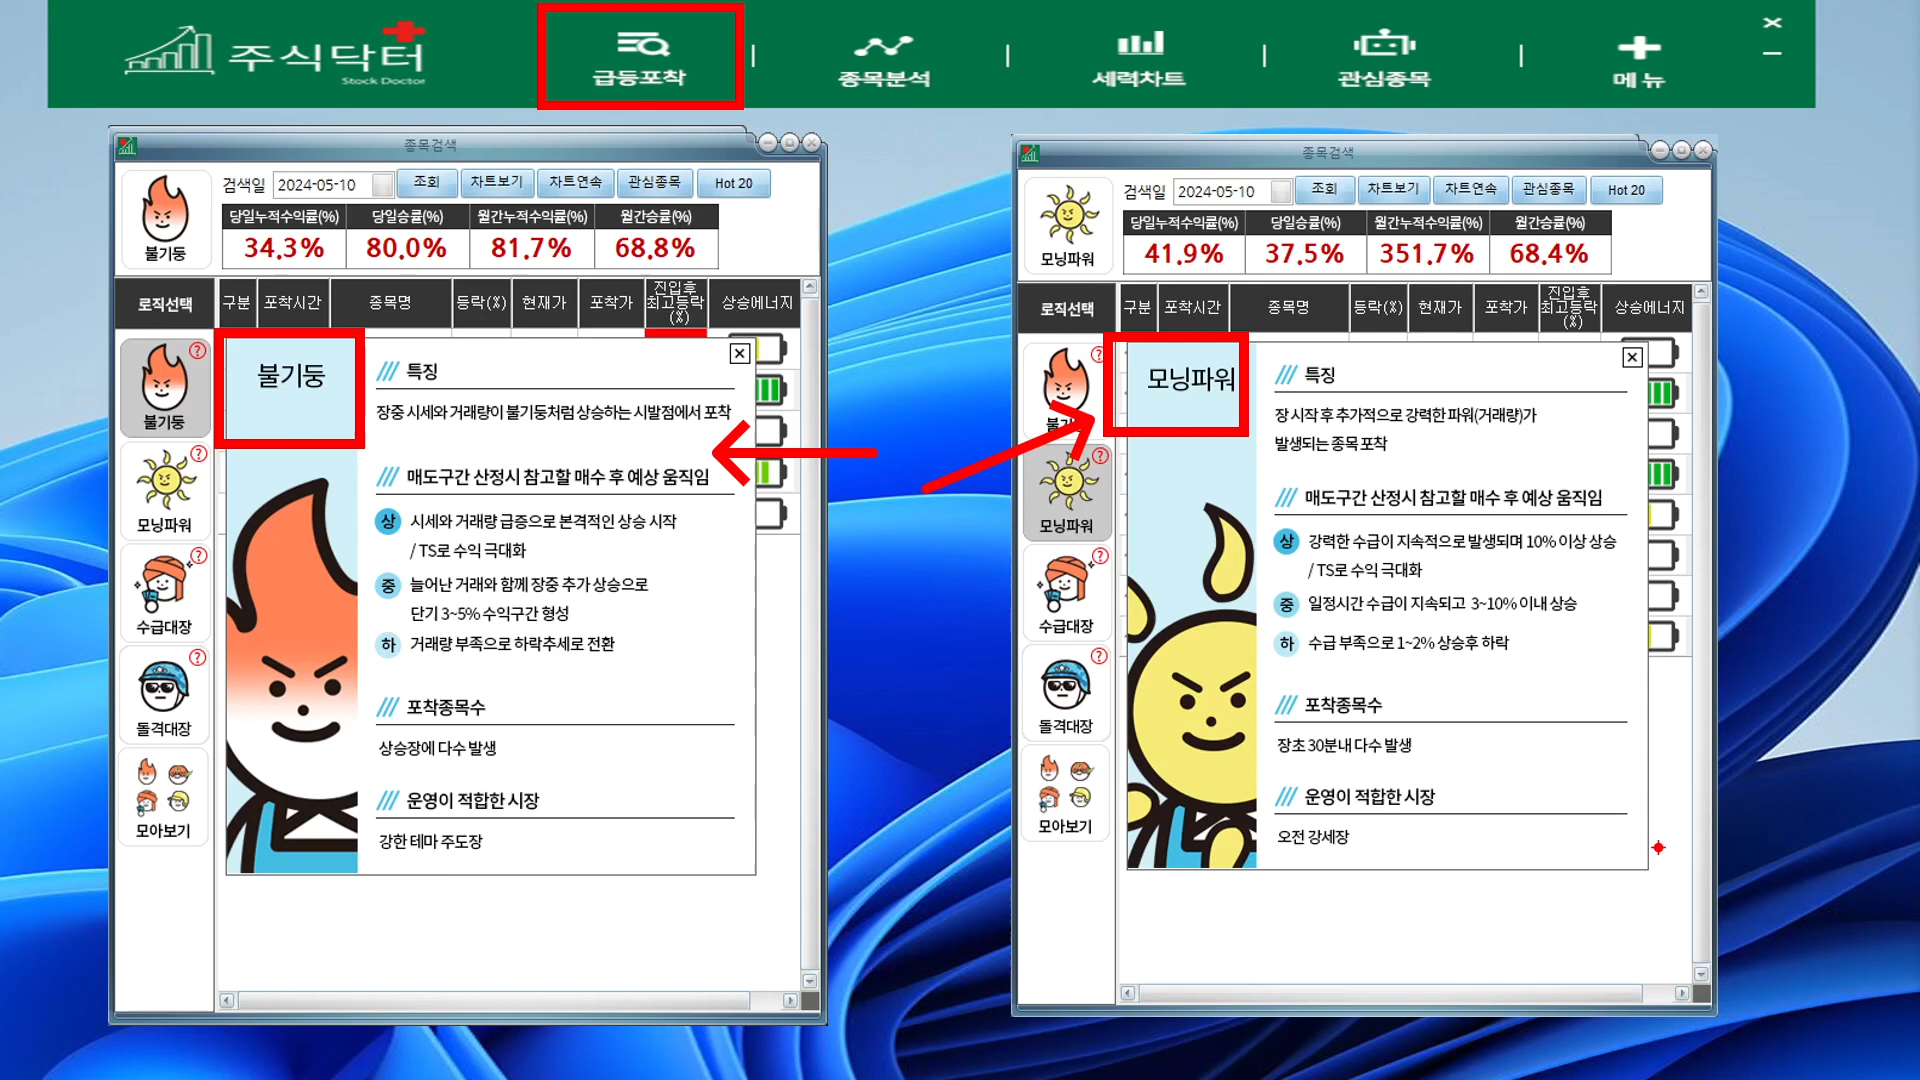 주식닥터
Stock Doctor
급등포착
종목분석
세력차트
관심종목
메뉴
종목검색
불기둥
검색일
2024-05-10
조회
차트보기
차트연속
관심종목
Hot 20
당일누적수익률(%) 당일승률(%) 월간누적수익률(%) 월간승률(%)
34.3% 80.0% 81.7% 68.8%
로직선택
구분 포착시간 종목명 등락(%) 현재가 포착가 진입후 최고등락 (%) 상승에너지
불기둥
모닝파워
수급대장
돌격대장
모아보기
불기둥
/// 특징
장중 시세와 거래량이 불기둥처럼 상승하는 시발점에서 포착
/// 매도구간 산정시 참고할 매수 후 예상 움직임
상 시세와 거래량 급증으로 본격적인 상승 시작
/ TS로 수익 극대화
중 늘어난 거래와 함께 장중 추가 상승으로
단기 3~5% 수익구간 형성
하 거래량 부족으로 하락추세로 전환
/// 포착종목수
상승장에 다수 발생
/// 운영이 적합한 시장
강한 테마 주도장
종목검색
모닝파워
검색일
2024-05-10
조회
차트보기
차트연속
관심종목
Hot 20
당일누적수익률(%) 당일승률(%) 월간누적수익률(%) 월간승률(%)
41.9% 37.5% 351.7% 68.4%
로직선택
구분 포착시간 종목명 등락(%) 현재가 포착가 진입후 최고등락 (%) 상승에너지
모닝파워
수급대장
돌격대장
모아보기
모닝파워
/// 특징
장 시작 후 추가적으로 강력한 파워(거래량)가
발생되는 종목 포착
/// 매도구간 산정시 참고할 매수 후 예상 움직임
상 강력한 수급이 지속적으로 발생되며 10% 이상 상승
/ TS로 수익 극대화
중 일정시간 수급이 지속되고 3~10% 이내 상승
하 수급 부족으로 1~2% 상승후 하락
/// 포착종목수
장초 30분내 다수 발생
/// 운영이 적합한 시장
오전 강세장